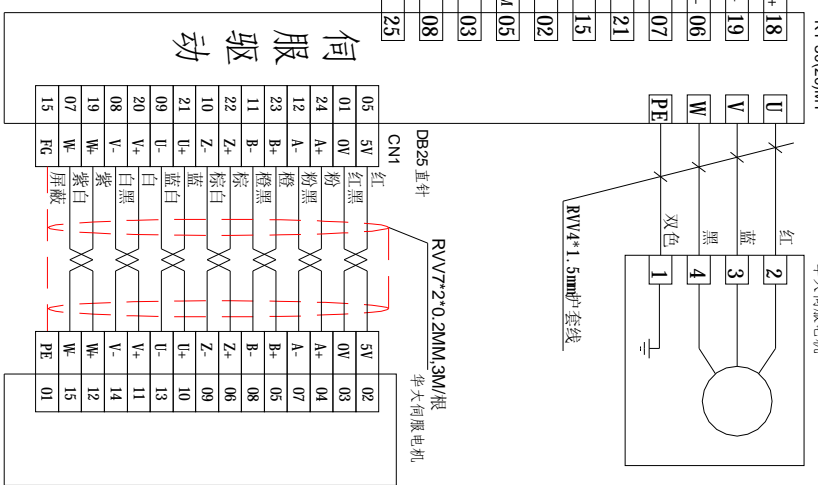 + 18
19
06
07
21
15
02
M 05
03
08
25
U
V
W
PE
红
蓝
黑
双色
2
3
4
1
RVV4*1.5mm护套线
伺服驱动
DB25直针
CN1
RVV7*2*0.2MM,3M/根
华大伺服电机
05 5V 红 5V 02
01 0V 红黑 0V 03
24 A+ 粉 A+ 04
12 A- 粉黑 A- 07
23 B+ 橙 B+ 05
11 B- 橙黑 B- 08
22 Z+ 棕 Z+ 06
10 Z- 棕白 Z- 09
21 U+ 蓝 U+ 10
09 U- 蓝白 U- 13
20 V+ 白 V+ 11
08 V- 白黑 V- 14
19 W+ 紫 W+ 12
07 W- 紫白 W- 15
15 FG 屏蔽 PE 01